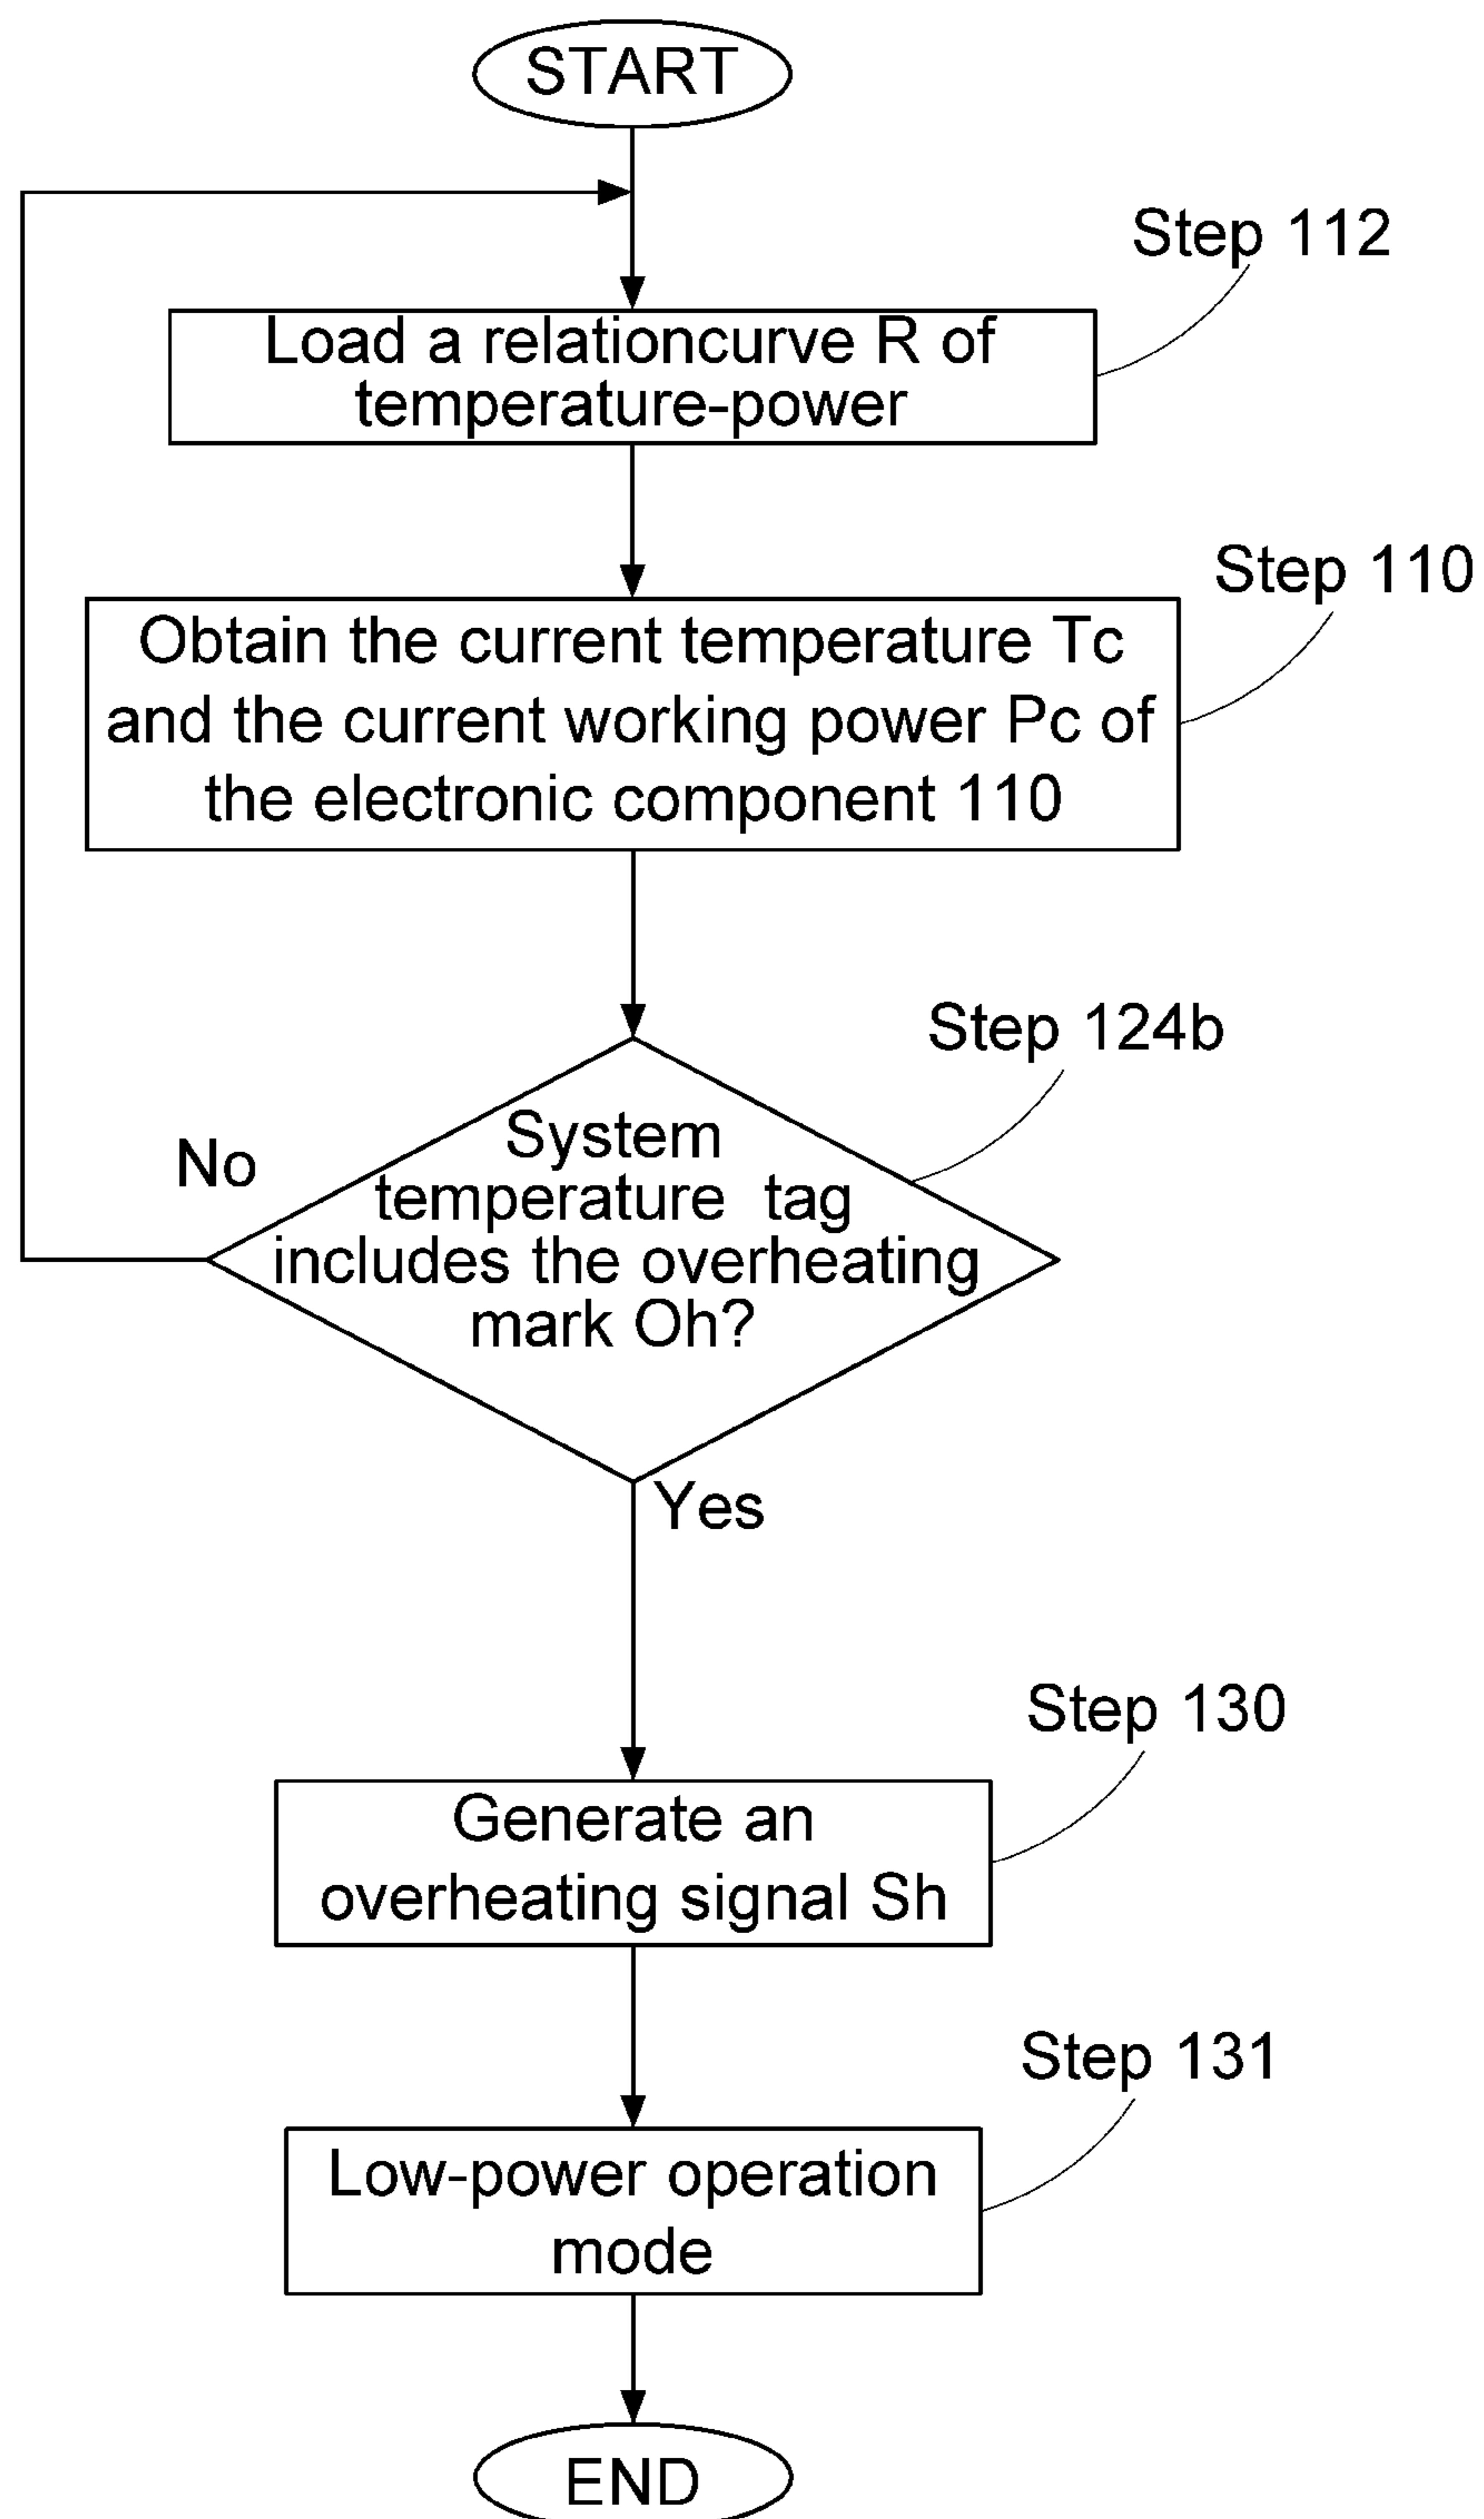 START
Step 112
Load a relationcurve R of
temperature-power
Step 110
Obtain the current temperature Tc
and the current working power Pc of
the electronic component 110
Step 124b
System
temperature tag
includes the overheating
mark Oh?
No
Yes
Step 130
Generate an
overheating signal Sh
Step 131
Low-power operation
mode
END